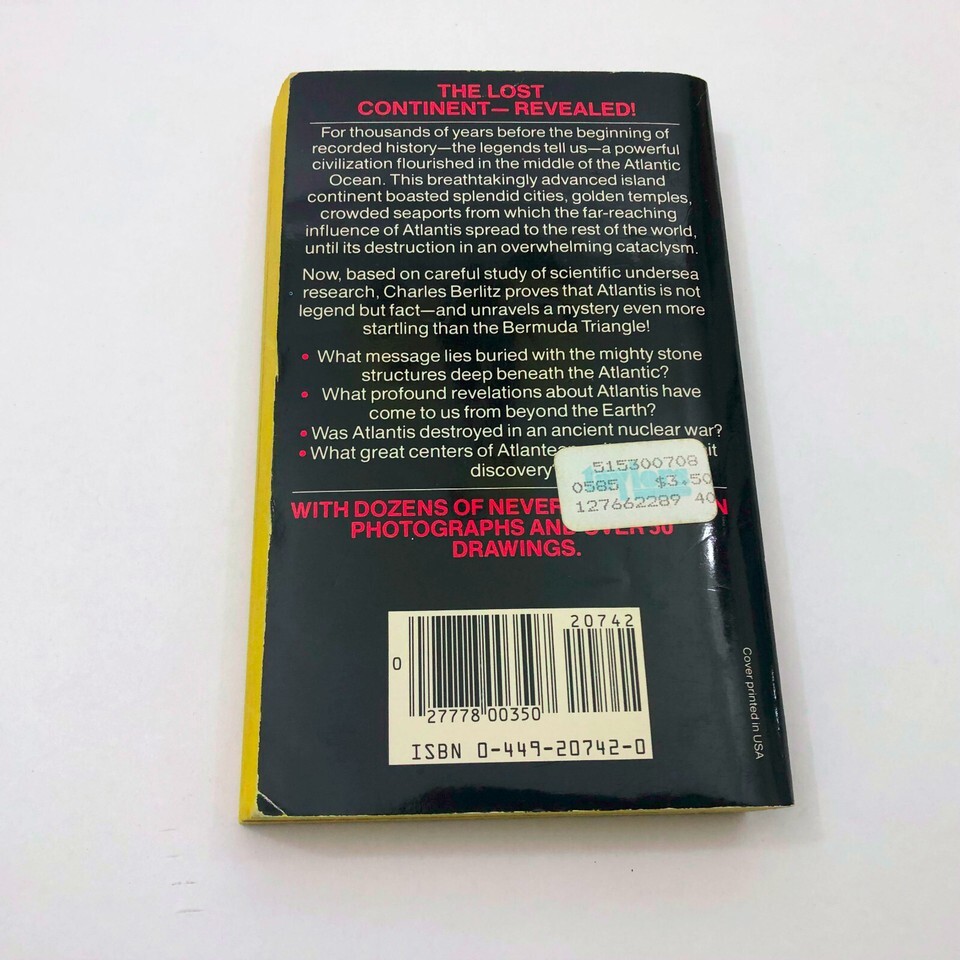 THE LOST
CONTINENT—REVEALED!
For thousands of years before the beginning of
recorded history—the legends tell us—a powerful
civilization flourished in the middle of the Atlantic
Ocean. This breathtakingly advanced island
continent boasted splendid cities, golden temples,
crowded seaports from which the far-reaching
influence of Atlantis spread to the rest of the world,
until its destruction in an overwhelming cataclysm.
Now, based on careful study of scientific undersea
research, Charles Berlitz proves that Atlantis is not
legend but fact—and unravels a mystery even more
startling than the Bermuda Triangle!
• What message lies buried with the mighty stone
structures deep beneath the Atlantic?
• What profound revelations about Atlantis have
come to us from beyond the Earth?
• Was Atlantis destroyed in an ancient nuclear war?
• What great centers of
discovery
515300708
0585 $3.50
127662289 40
WITH DOZENS OF
PHOTOGRAPHS AND OVER
DRAWINGS.
20742
0
27778 00350
ISBN 0-449-20742-0
Cover printed in USA